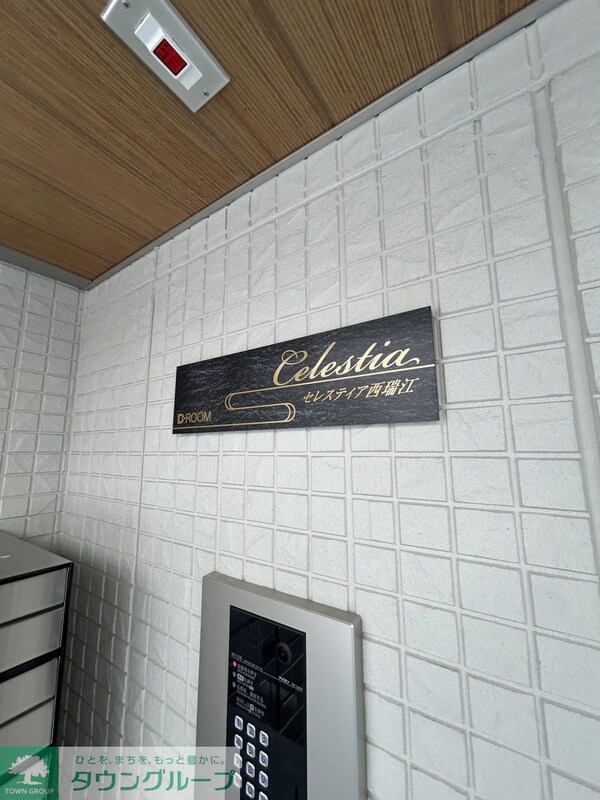 Celestia
セレスティア西瑞江
D-ROOM
ひとを、まちを、もっと豊かに。
TOWN GROUP
タウングループ